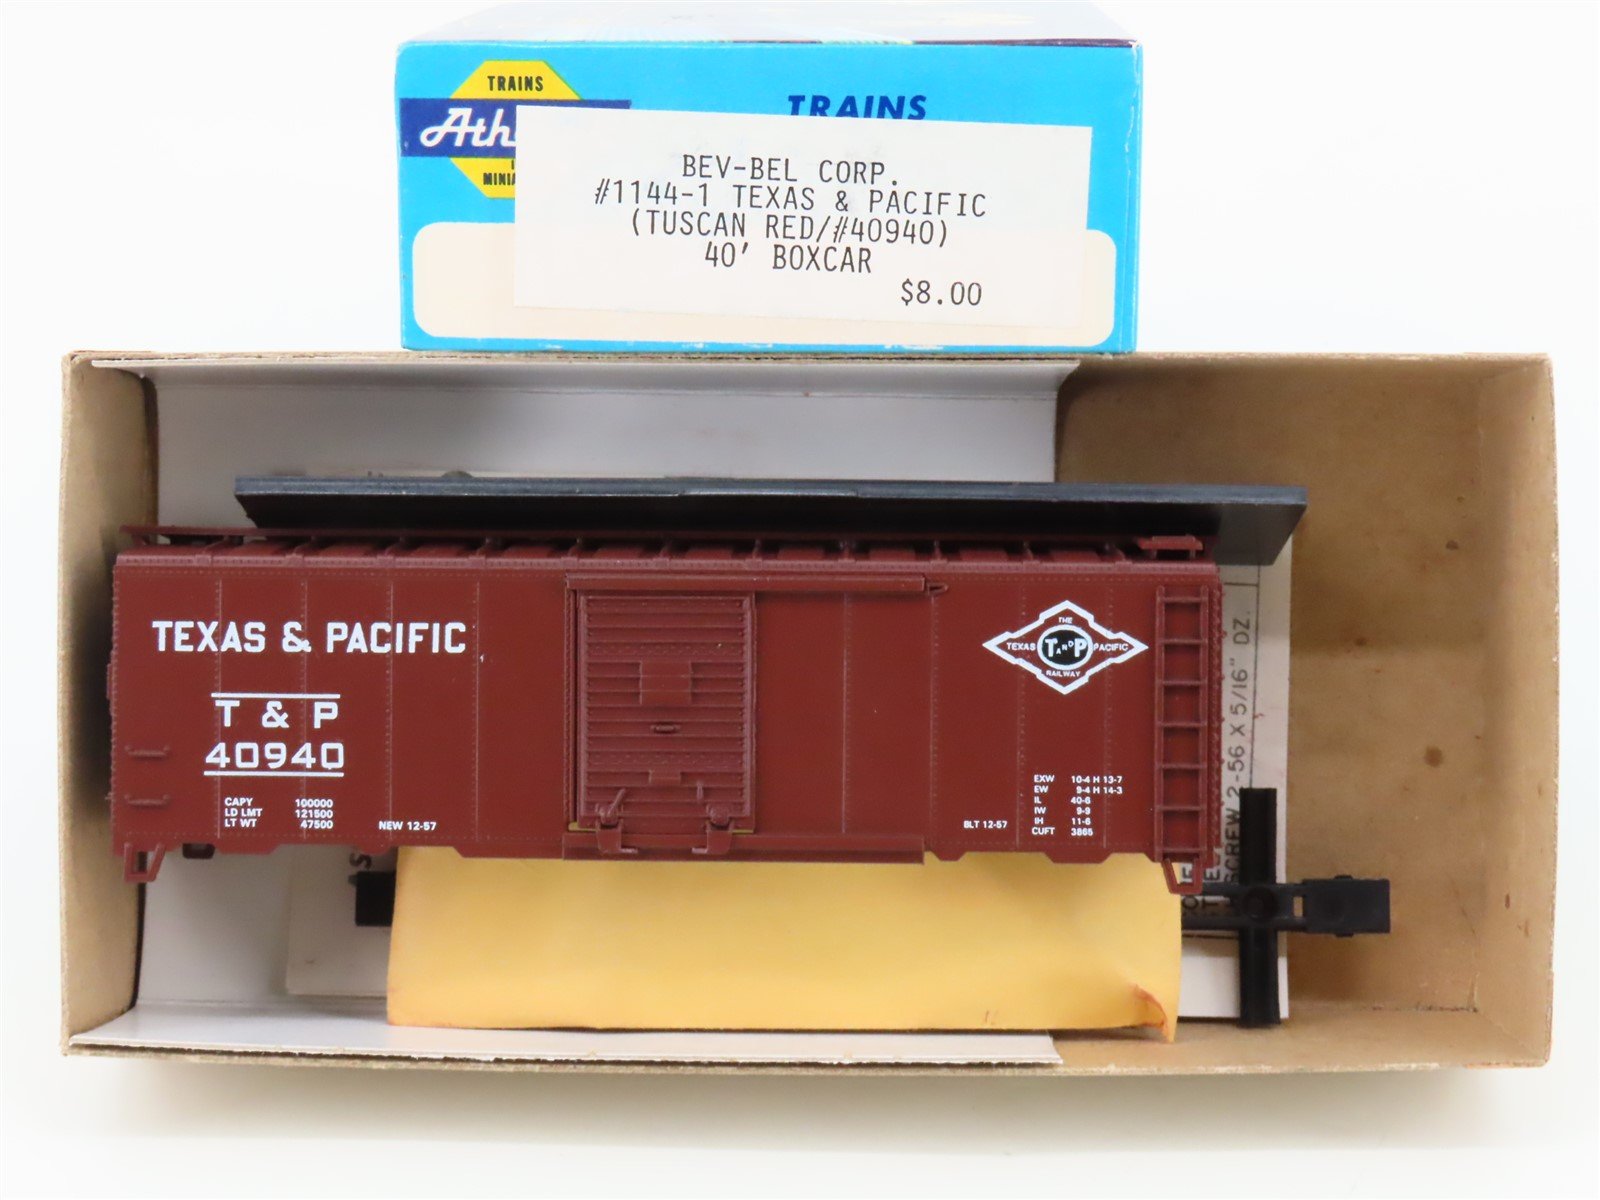 TRAINS
Ath
TRAINS
BEV-BEL CORP.
#1144-1 TEXAS & PACIFIC
(TUSCAN RED/#40940)
40' BOXCAR
$8.00
TEXAS & PACIFIC
T & P
40940
CAPY 100000
LD LMT 121500
LT WT 47500
NEW 12-57
THE
TEXAS T AND P PACIFIC
RAILWAY
BLT 12-57
EXW 10-4 H 13-7
EW 9-4 H 14-3
IL 40-6
IW 9-9
IH 11-6
CUFT 3865
SCREW 2-56 X 5/16" DZ.